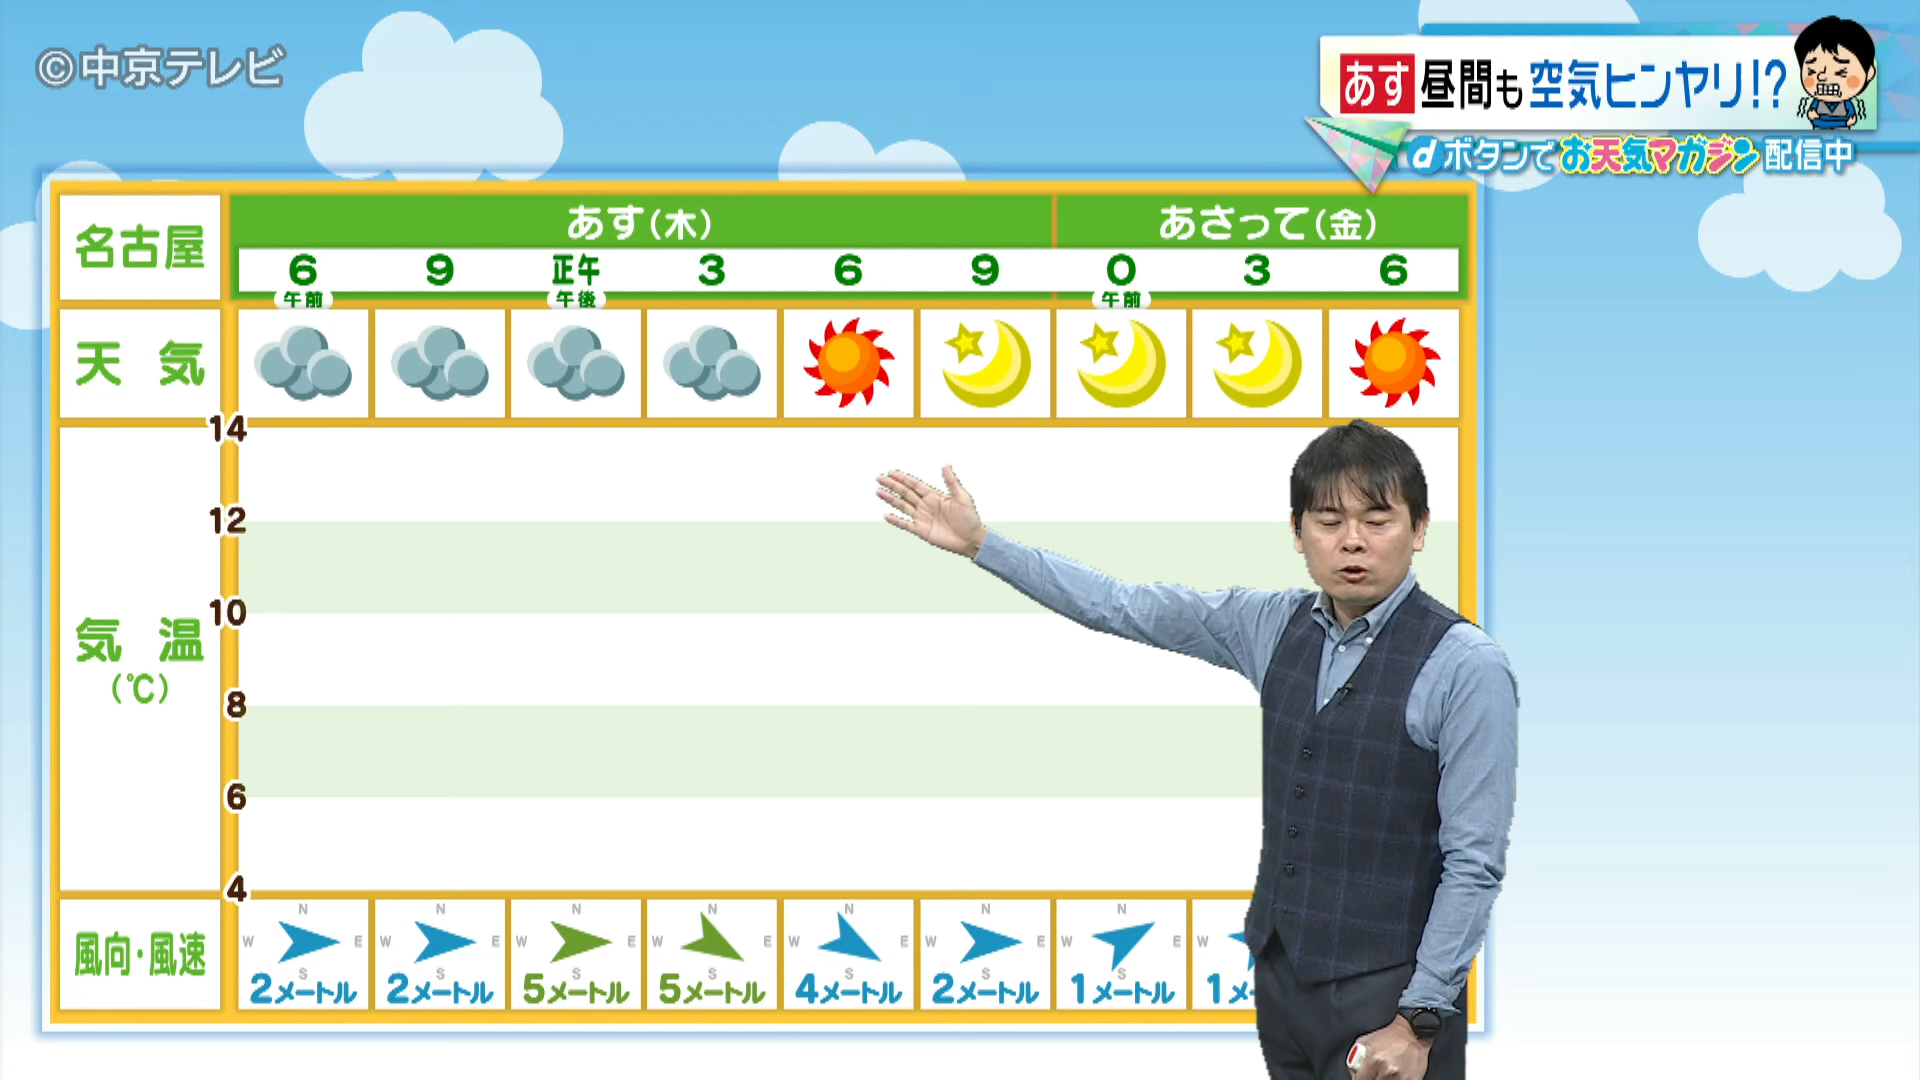 ©中京テレビ
あす 昼間も 空気ヒンヤリ!?
dボタンで お天気マガジン 配信中
名古屋
あす(木) あさって(金)
6 9 正午 3 6 9 0 3 6
午前 午後 午前
天気
14
12
10
8
6
4
気温
(℃)
風向・風速
N N N N N N N
W E W E W E W E W E W E W E W
S S S S S S S
2メートル 2メートル 5メートル 5メートル 4メートル 2メートル 1メートル 1メ